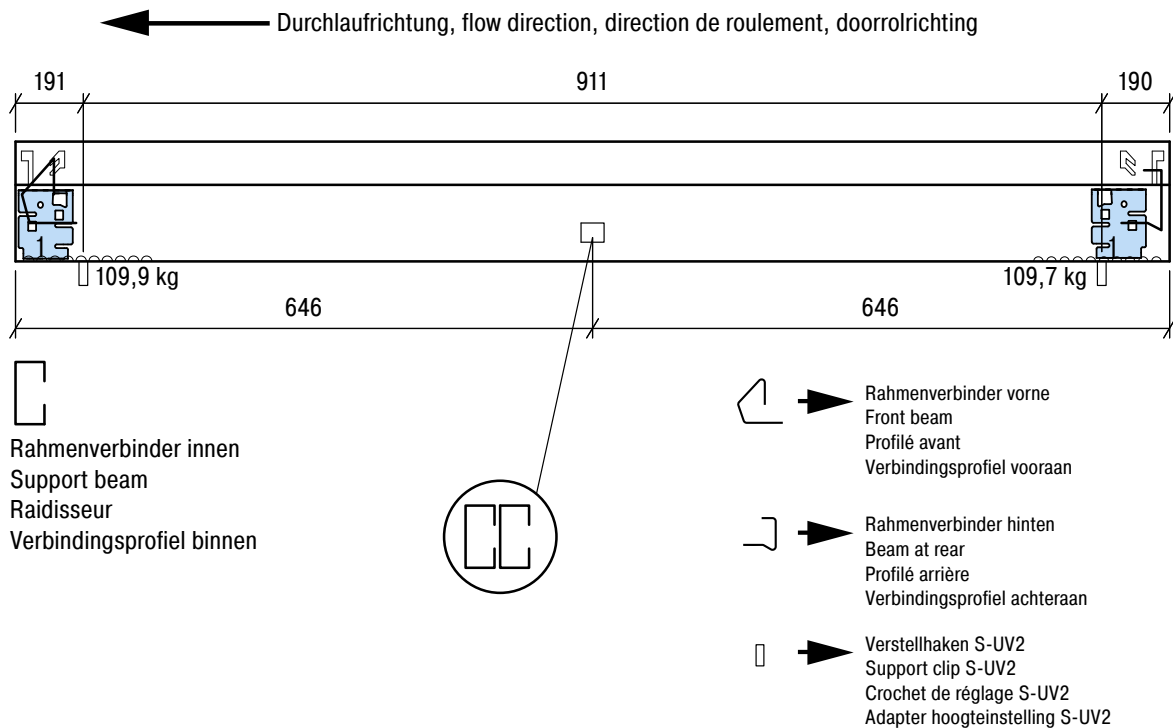 Durchlaufrichtung, flow direction, direction de roulement, doorrolrichting
191
911
190
1
1
109,9 kg
109,7 kg
646
646
Rahmenverbinder innen
Support beam
Raidisseur
Verbindingsprofiel binnen
Rahmenverbinder vorne
Front beam
Profilé avant
Verbindingsprofiel vooraan
Rahmenverbinder hinten
Beam at rear
Profilé arrière
Verbindingsprofiel achteraan
Verstellhaken S-UV2
Support clip S-UV2
Crochet de réglage S-UV2
Adapter hoogteinstelling S-UV2